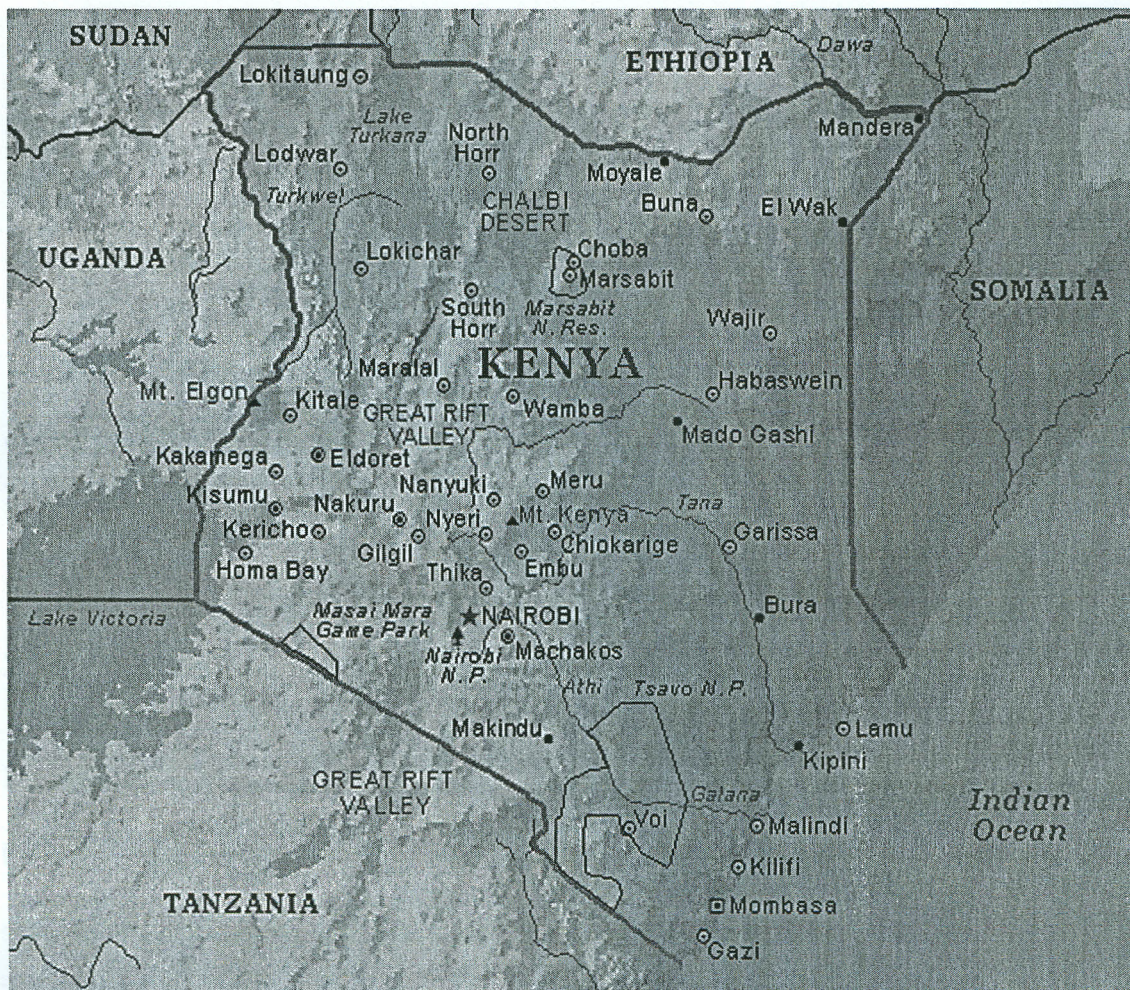 SUDAN
Dawa
ETHIOPIA
Lokitaung
Lake
Turkana
North
Horr
Mandera
Lodwar
Moyale
Turkwel
CHALBI
DESERT
Buna
El Wak
UGANDA
Lokichar
Choba
Marsabit
SOMALIA
South
Horr
Marsabit
N. Res.
Wajir
KENYA
Maralal
Mt. Elgon
Habaswein
Kitale
GREAT RIFT
VALLEY
Wamba
Mado Gashi
Kakamega
Eldoret
Kisumu
Nakuru
Nanyuki
Meru
Tana
Kericho
Nyeri
Mt. Kenya
Garissa
Gilgil
Chiokarige
Homa Bay
Embu
Thika
Lake Victoria
Masai Mara
Game Park
NAIROBI
Bura
Nairobi
N. P.
Machakos
Athi
Tsavo N. P.
Makindu
Lamu
Kipini
GREAT RIFT
VALLEY
Galana
Indian
Ocean
Voi
Malindi
Kilifi
TANZANIA
Mombasa
Gazi